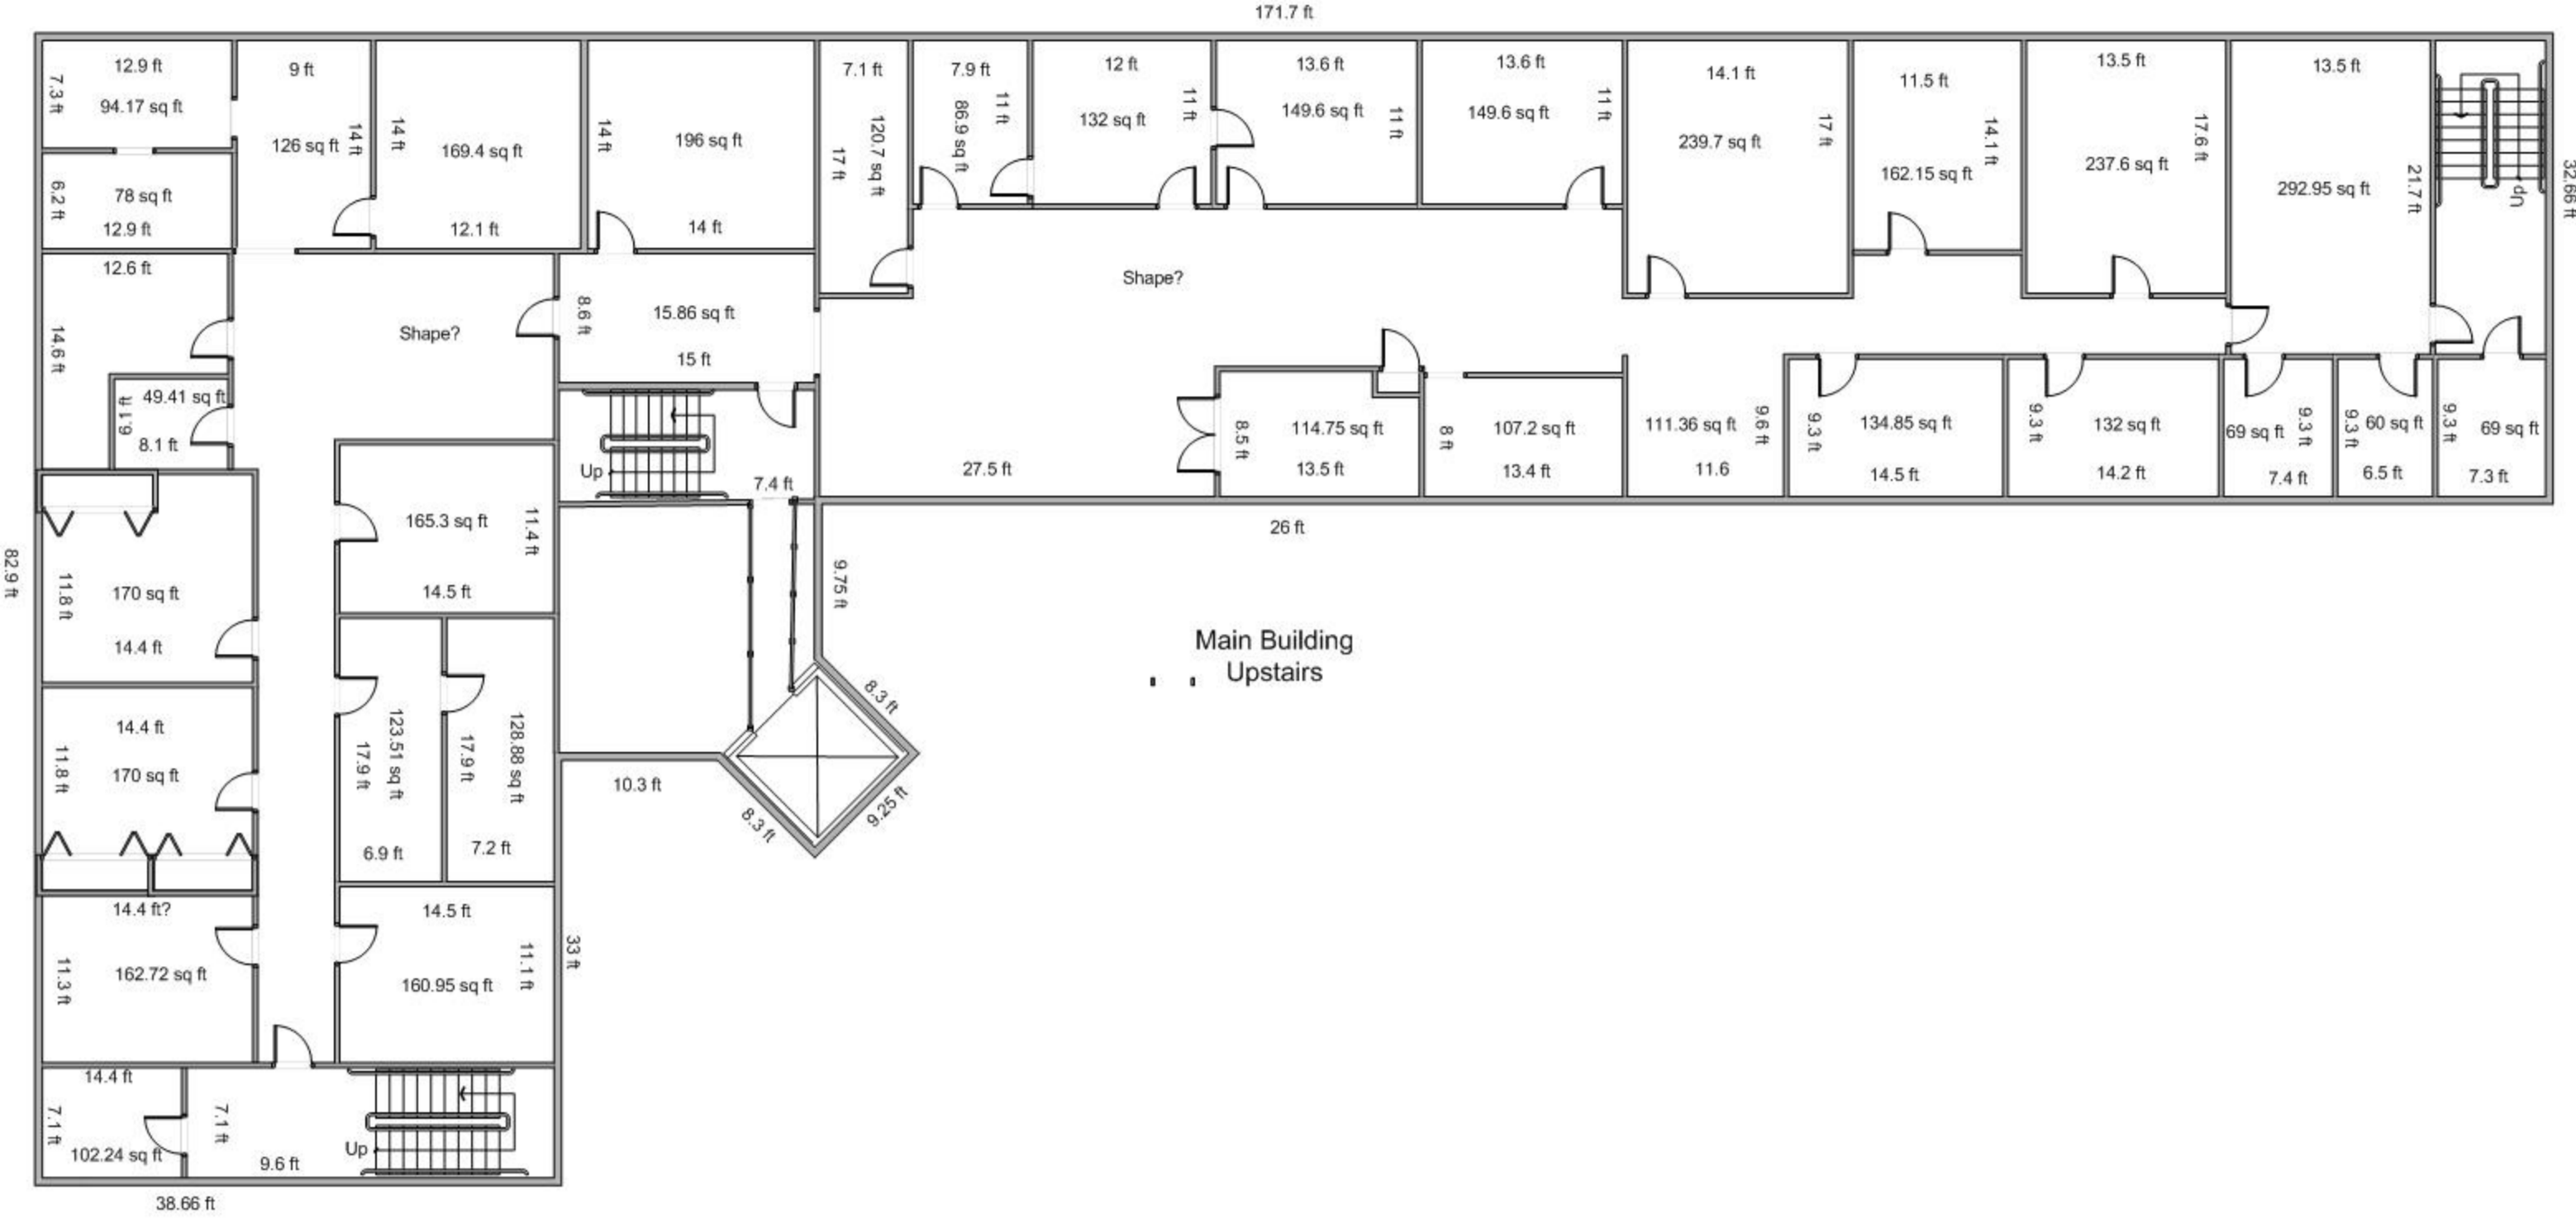 171.7 ft
12.9 ft
7.3 ft
94.17 sq ft
9 ft
126 sq ft
14 ft
14 ft
169.4 sq ft
12.1 ft
14 ft
196 sq ft
14 ft
7.1 ft
120.7 sq ft
17 ft
7.9 ft
11 ft
86.9 sq ft
12 ft
11 ft
132 sq ft
13.6 ft
149.6 sq ft
11 ft
13.6 ft
149.6 sq ft
11 ft
14.1 ft
239.7 sq ft
17 ft
11.5 ft
14.1 ft
162.15 sq ft
13.5 ft
17.6 ft
237.6 sq ft
13.5 ft
292.95 sq ft
21.7 ft
Up
32.66 ft
6.2 ft
78 sq ft
12.9 ft
12.6 ft
14.6 ft
Shape?
8.6 ft
15.86 sq ft
15 ft
Shape?
49.41 sq ft
6.1 ft
8.1 ft
Up
7.4 ft
27.5 ft
8.5 ft
114.75 sq ft
13.5 ft
8 ft
107.2 sq ft
13.4 ft
111.36 sq ft
9.6 ft
11.6
9.3 ft
134.85 sq ft
14.5 ft
9.3 ft
132 sq ft
14.2 ft
69 sq ft
9.3 ft
7.4 ft
9.3 ft
60 sq ft
6.5 ft
9.3 ft
69 sq ft
7.3 ft
82.9 ft
11.8 ft
170 sq ft
14.4 ft
165.3 sq ft
11.4 ft
14.5 ft
26 ft
9.75 ft
Main Building
Upstairs
8.3 ft
9.25 ft
8.3 ft
10.3 ft
14.4 ft
11.8 ft
170 sq ft
123.51 sq ft
17.9 ft
6.9 ft
128.88 sq ft
17.9 ft
7.2 ft
14.4 ft?
11.3 ft
162.72 sq ft
14.5 ft
11.1 ft
160.95 sq ft
33 ft
14.4 ft
7.1 ft
102.24 sq ft
7.1 ft
9.6 ft
Up
38.66 ft